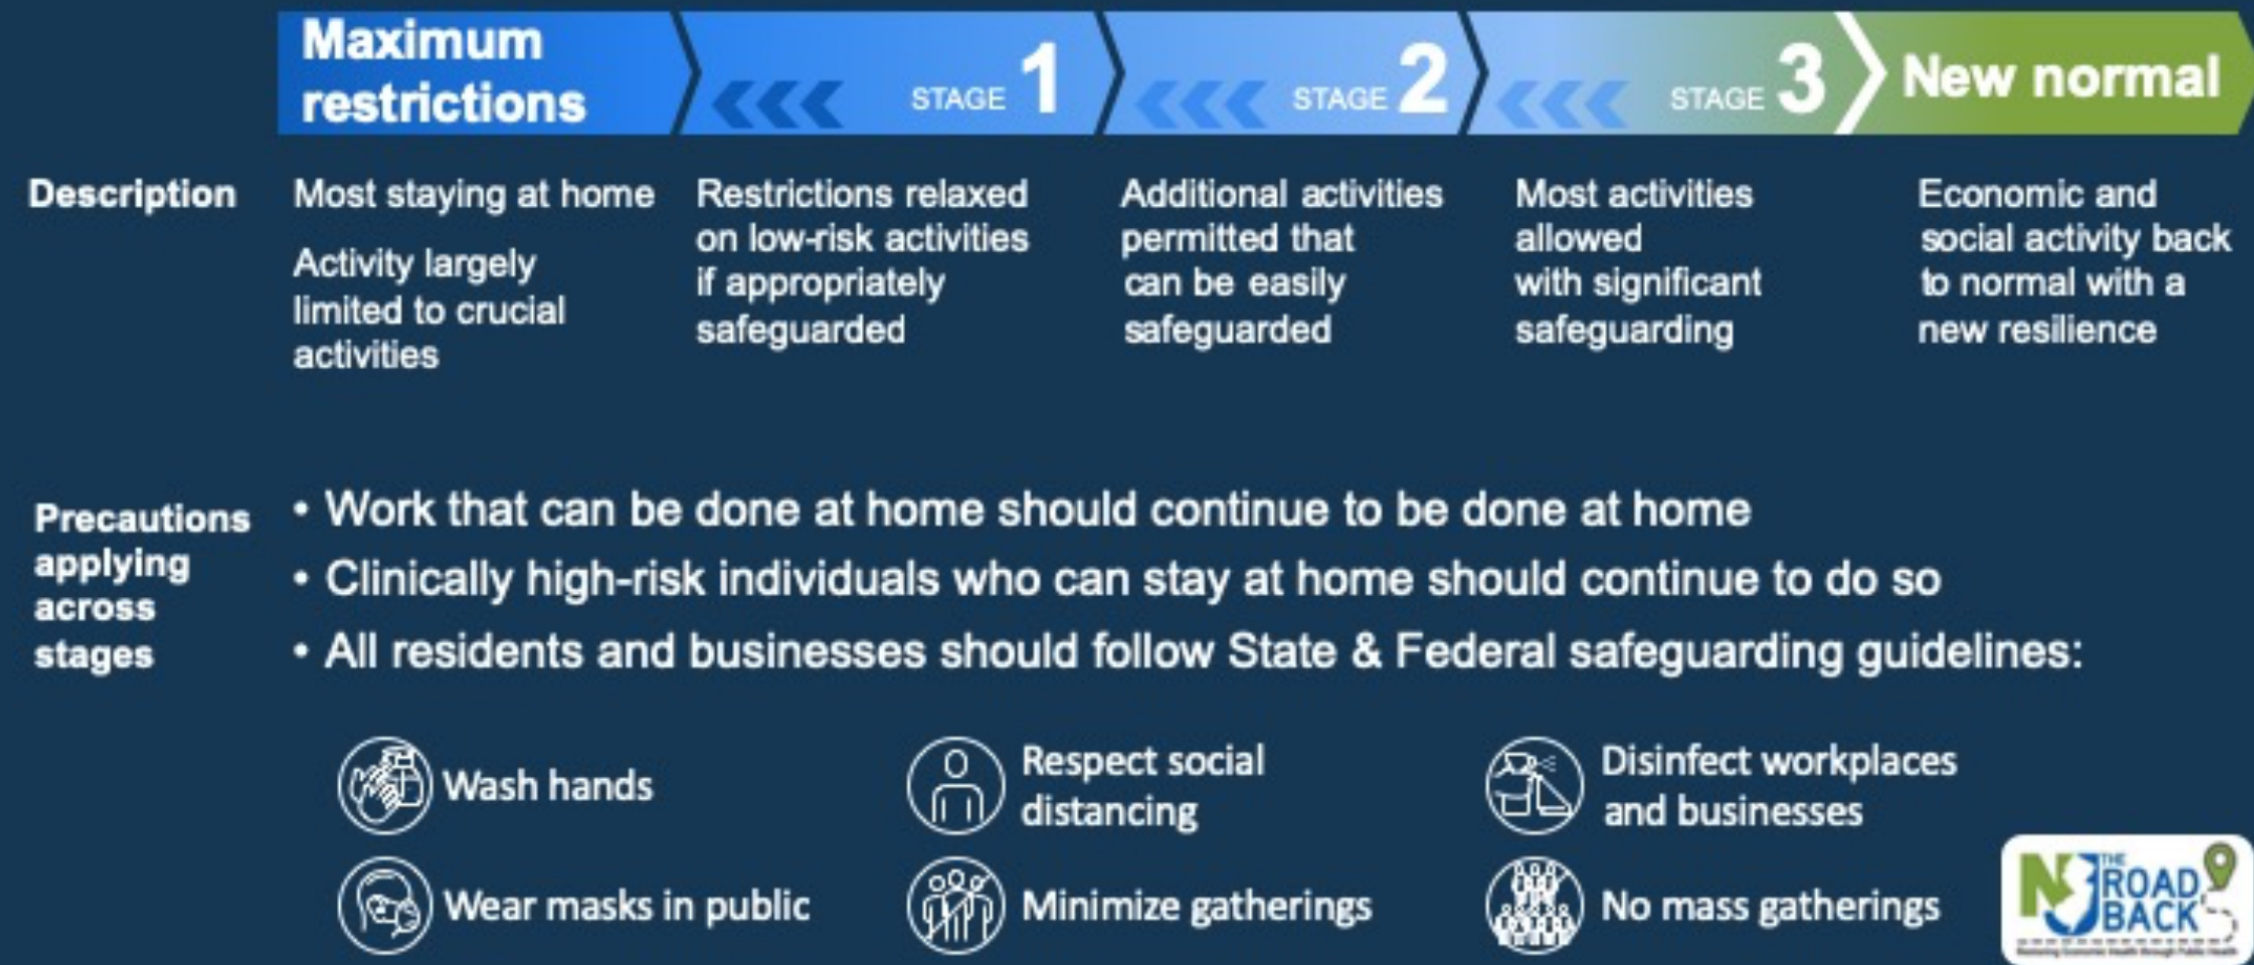 Maximum
restrictions
STAGE 1
STAGE 2
STAGE 3
New normal
Description
Most staying at home
Activity largely
limited to crucial
activities
Restrictions relaxed
on low-risk activities
if appropriately
safeguarded
Additional activities
permitted that
can be easily
safeguarded
Most activities
allowed
with significant
safeguarding
Economic and
social activity back
to normal with a
new resilience
Precautions
applying
across
stages
• Work that can be done at home should continue to be done at home
• Clinically high-risk individuals who can stay at home should continue to do so
• All residents and businesses should follow State & Federal safeguarding guidelines:
Wash hands
Respect social
distancing
Disinfect workplaces
and businesses
Wear masks in public
Minimize gatherings
No mass gatherings
NJ THE
ROAD
BACK
Restoring Economic Health through Public Health